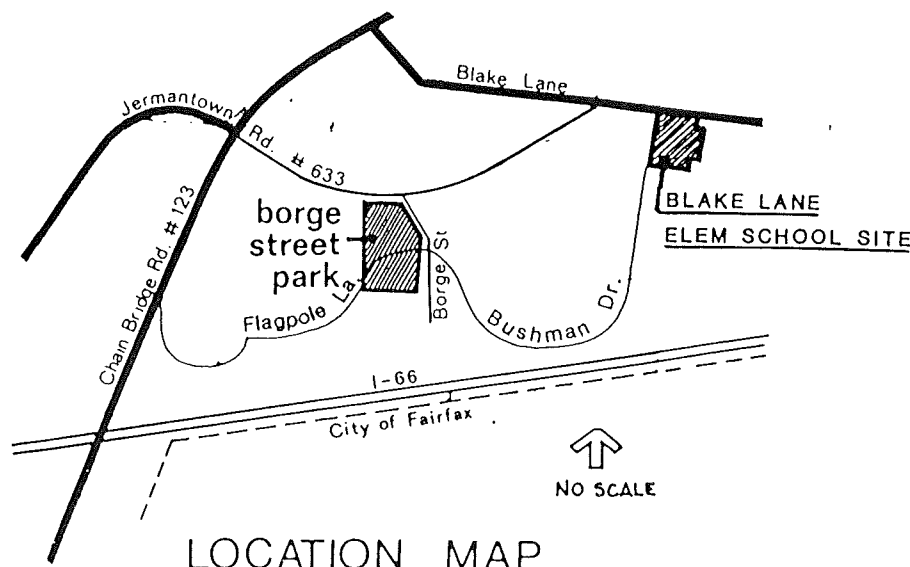 Blake Lane
Jermantown Rd. # 633
Chain Bridge Rd. # 123
borge
street
park
Borge St
BLAKE LANE
ELEM SCHOOL SITE
Flagpole La.
Bushman Dr.
I-66
City of Fairfax
NO SCALE
LOCATION MAP